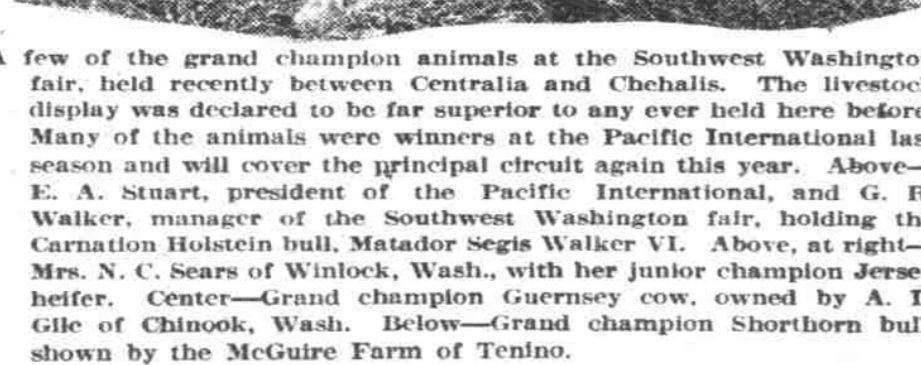 A few of the grand champion animals at the Southwest Washingto
fair, held recently between Centralia and Chehalis. The livestoc
display was declared to be far superior to any ever held here befor
Many of the animals were winners at the Pacific International las
season and will cover the principal circuit again this year. Above—
E. A. Stuart, president of the Pacific International, and G. R
Walker, manager of the Southwest Washington fair, holding th
Carnation Holstein bull, Matador Segis Walker VI. Above, at right—
Mrs. N. C. Sears of Winlock, Wash., with her junior champion Jerse
heifer. Center—Grand champion Guernsey cow, owned by A. 
Gile of Chinook, Wash. Below—Grand champion Shorthorn bul
shown by the McGuire Farm of Tenino.